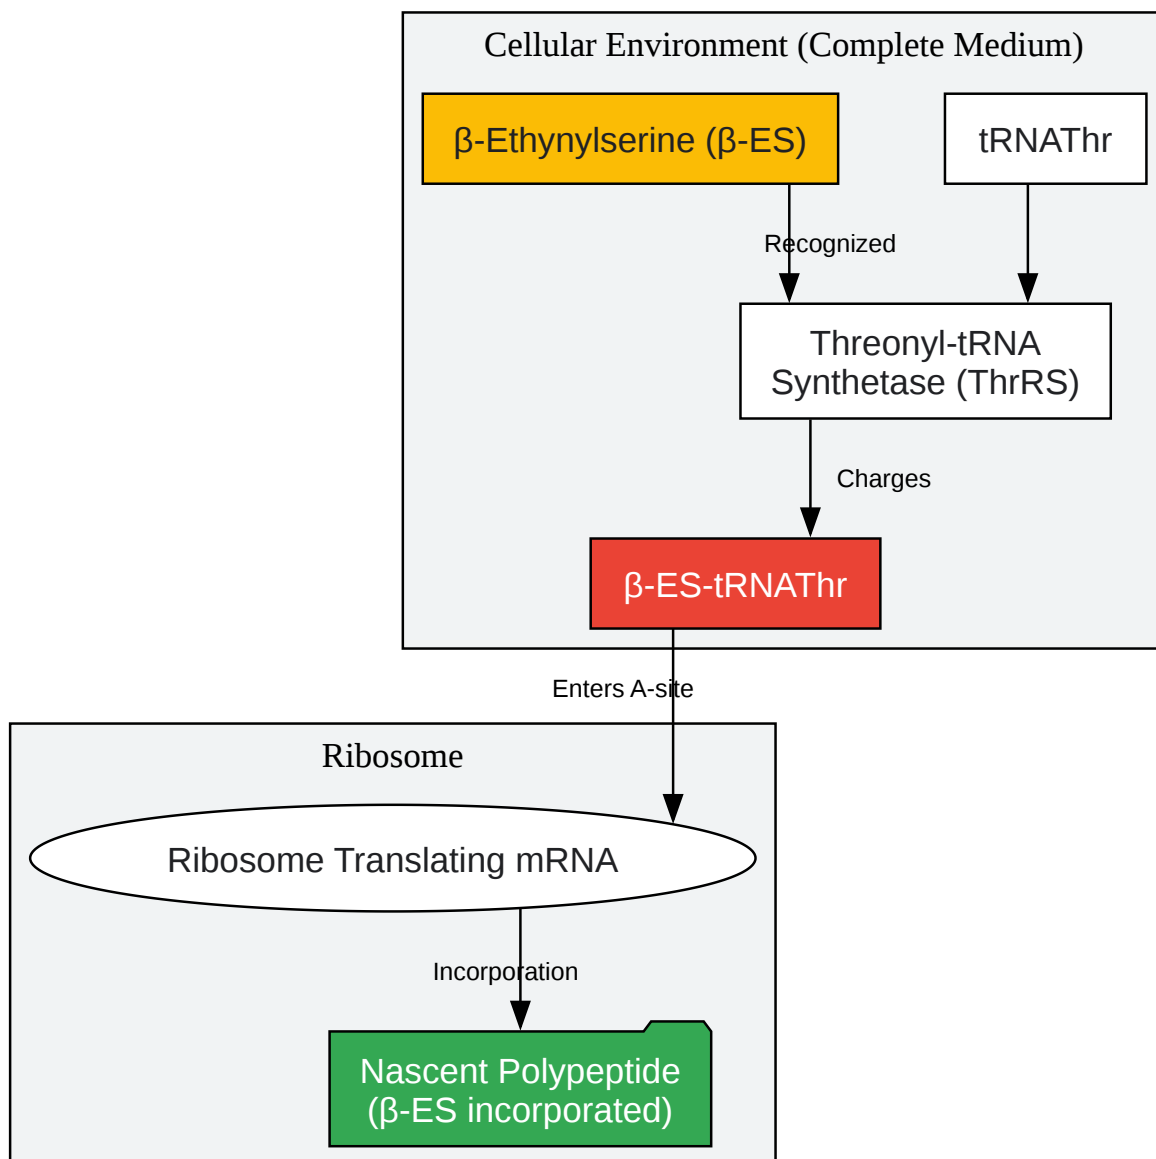 Cellular Environment (Complete Medium)
β-Ethynylserine (β-ES)
tRNAThr
Recognized
Threonyl-tRNA
Synthetase (ThrRS)
Charges
β-ES-tRNAThr
Enters A-site
Ribosome
Ribosome Translating mRNA
Incorporation
Nascent Polypeptide
(β-ES incorporated)